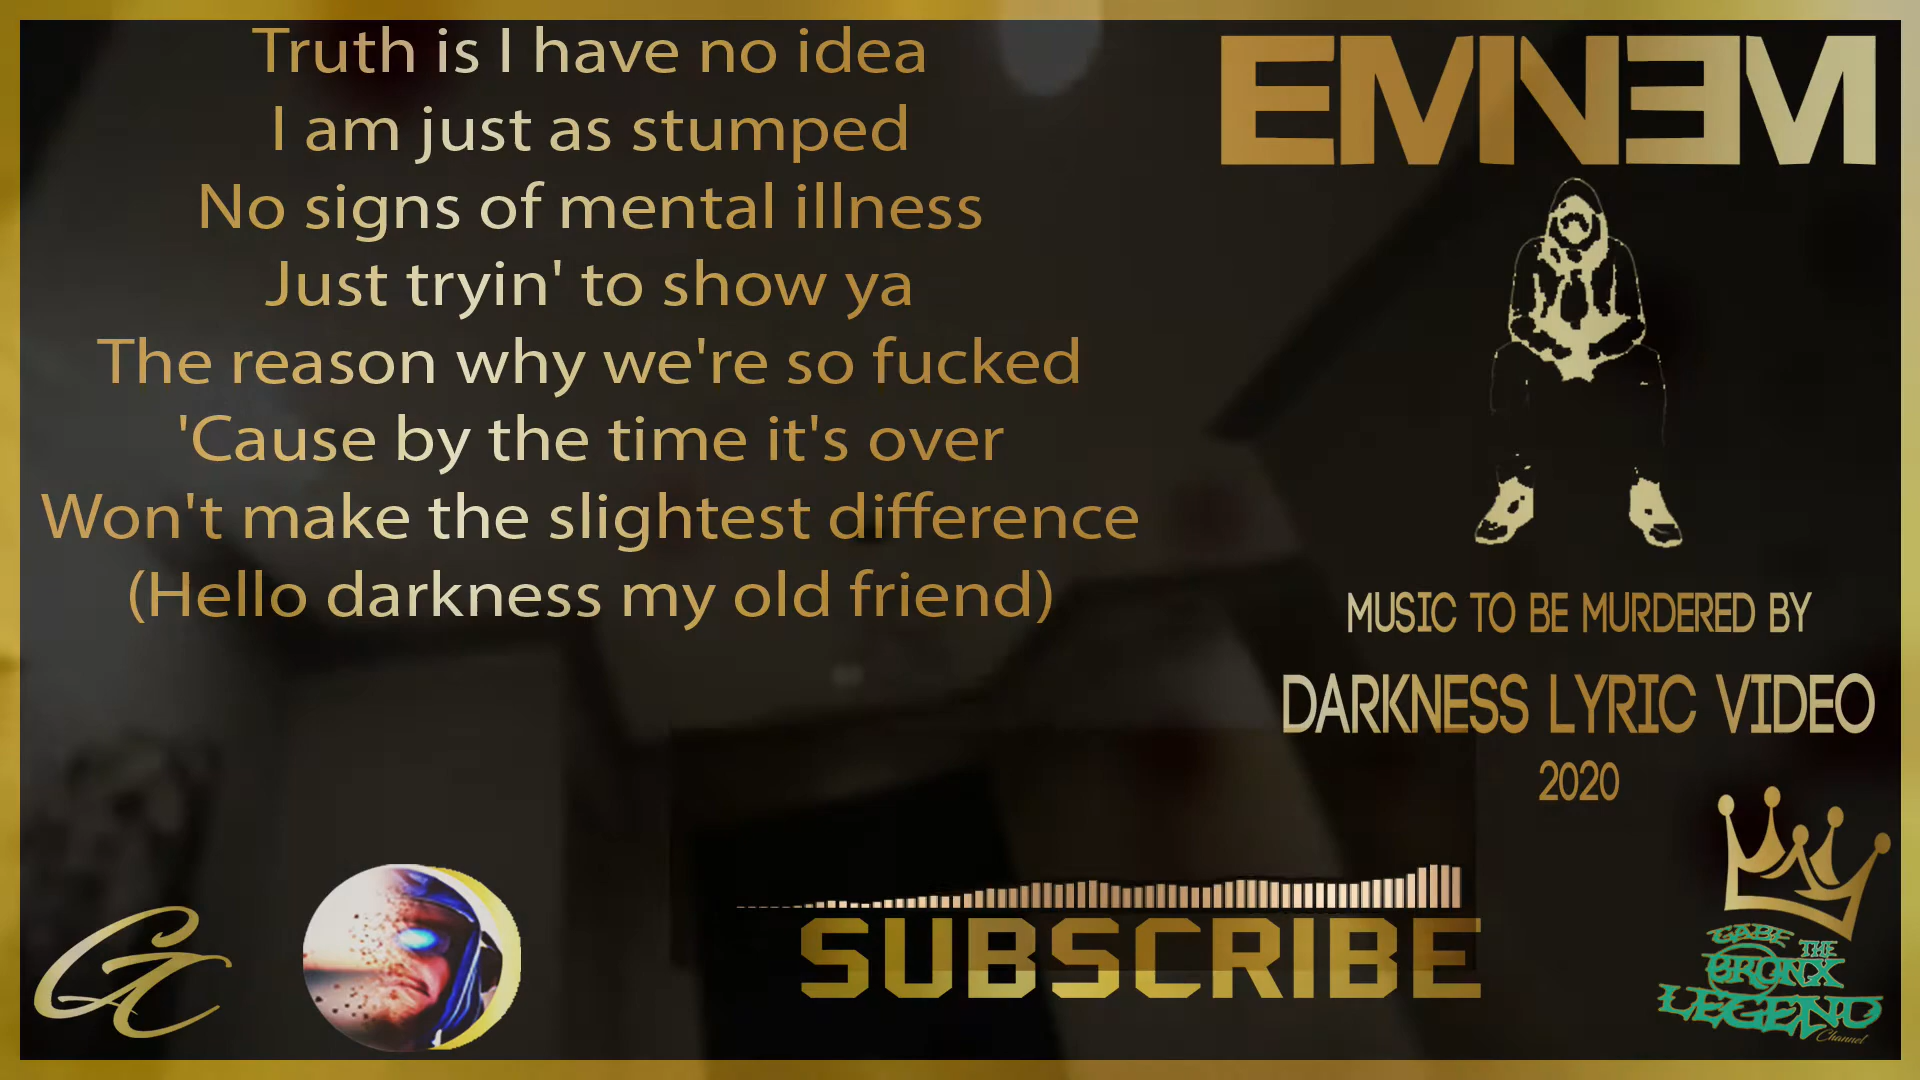 Truth is I have no idea
I am just as stumped
No signs of mental illness
Just tryin' to show ya
The reason why we're so fucked
'Cause by the time it's over
Won't make the slightest difference
(Hello darkness my old friend)
EMNƎM
MUSIC TO BE MURDERED BY
DARKNESS LYRIC VIDEO
2020
SUBSCRIBE
GABE THE
BRONX
LEGEND
Channel